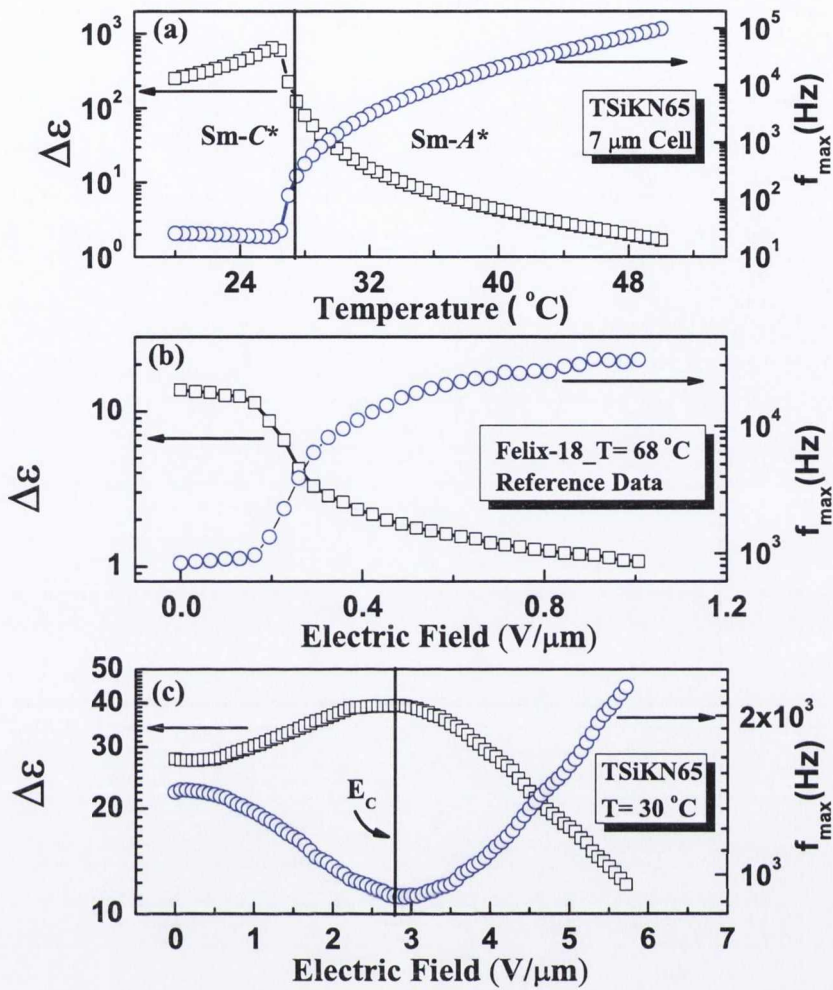 (a)
10³
10²
10¹
10⁰
Δε
Sm-C*
Sm-A*
TSiKN65
7 μm Cell
10⁵
10⁴
10³
10²
10¹
f_max(Hz)
24 32 40 48
Temperature ( °C)
(b)
10
1
Δε
Felix-18_T= 68 °C
Reference Data
10⁴
10³
f_max(Hz)
0.0 0.4 0.8 1.2
Electric Field (V/μm)
(c)
50
40
30
20
10
Δε
E_C
TSiKN65
T= 30 °C
2x10³
10³
f_max(Hz)
0 1 2 3 4 5 6 7
Electric Field (V/μm)